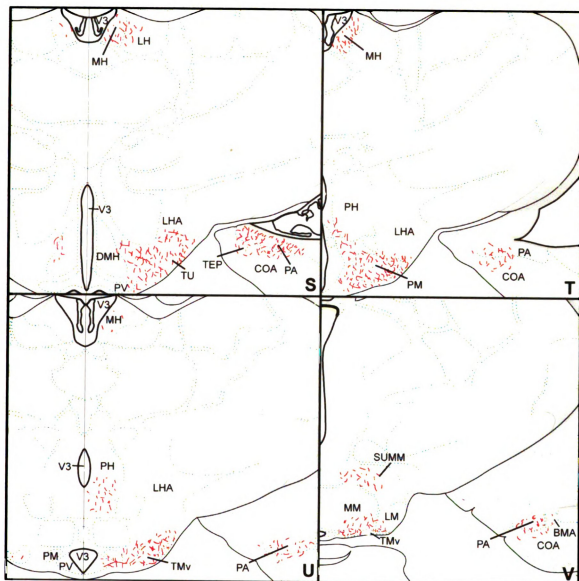 V3
LH
MH
V3
LHA
DMH
TU
TEP
PA
COA
PV
S
V3
MH
PH
LHA
PA
PM
COA
T
V3
MH
V3
PH
LHA
PM
V3
PV
TMv
PA
U
SUMM
MM
LM
TMv
PA
BMA
COA
V